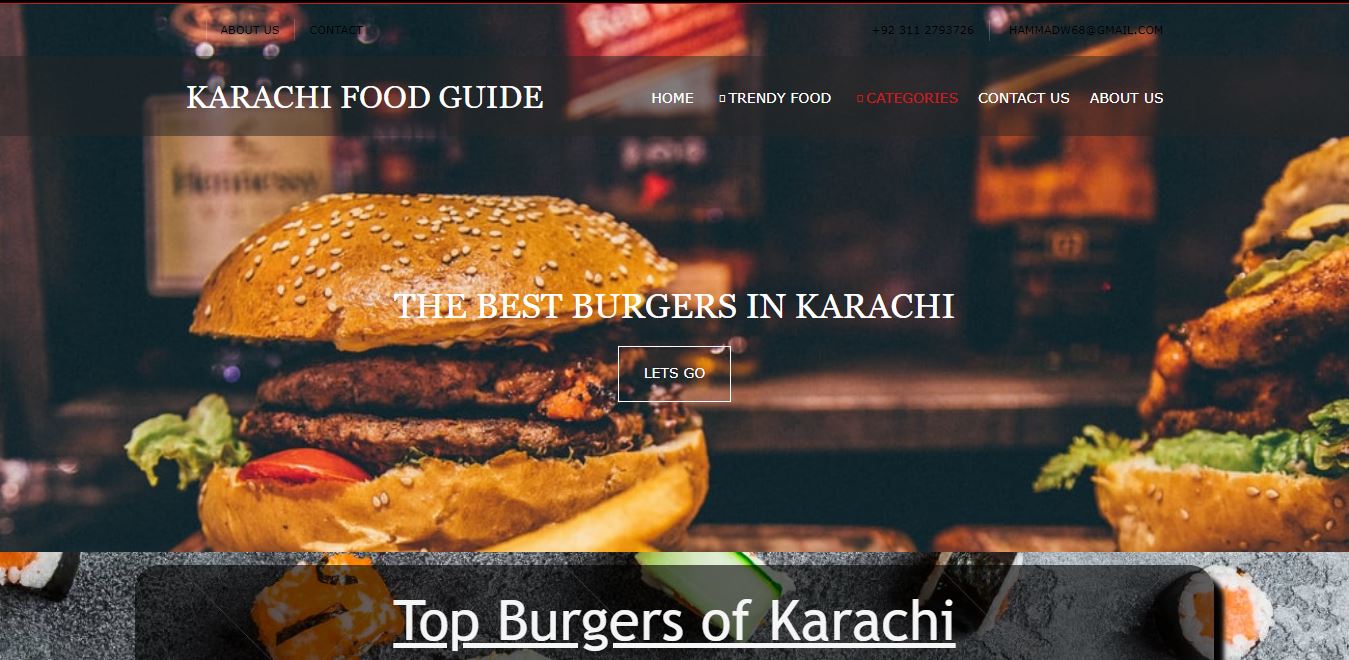 ABOUT US CONTACT +92 311 2793726 HAMMADW68@GMAIL.COM
KARACHI FOOD GUIDE HOME TRENDY FOOD CATEGORIES CONTACT US ABOUT US
Hennessy
THE BEST BURGERS IN KARACHI
LETS GO
Top Burgers of Karachi